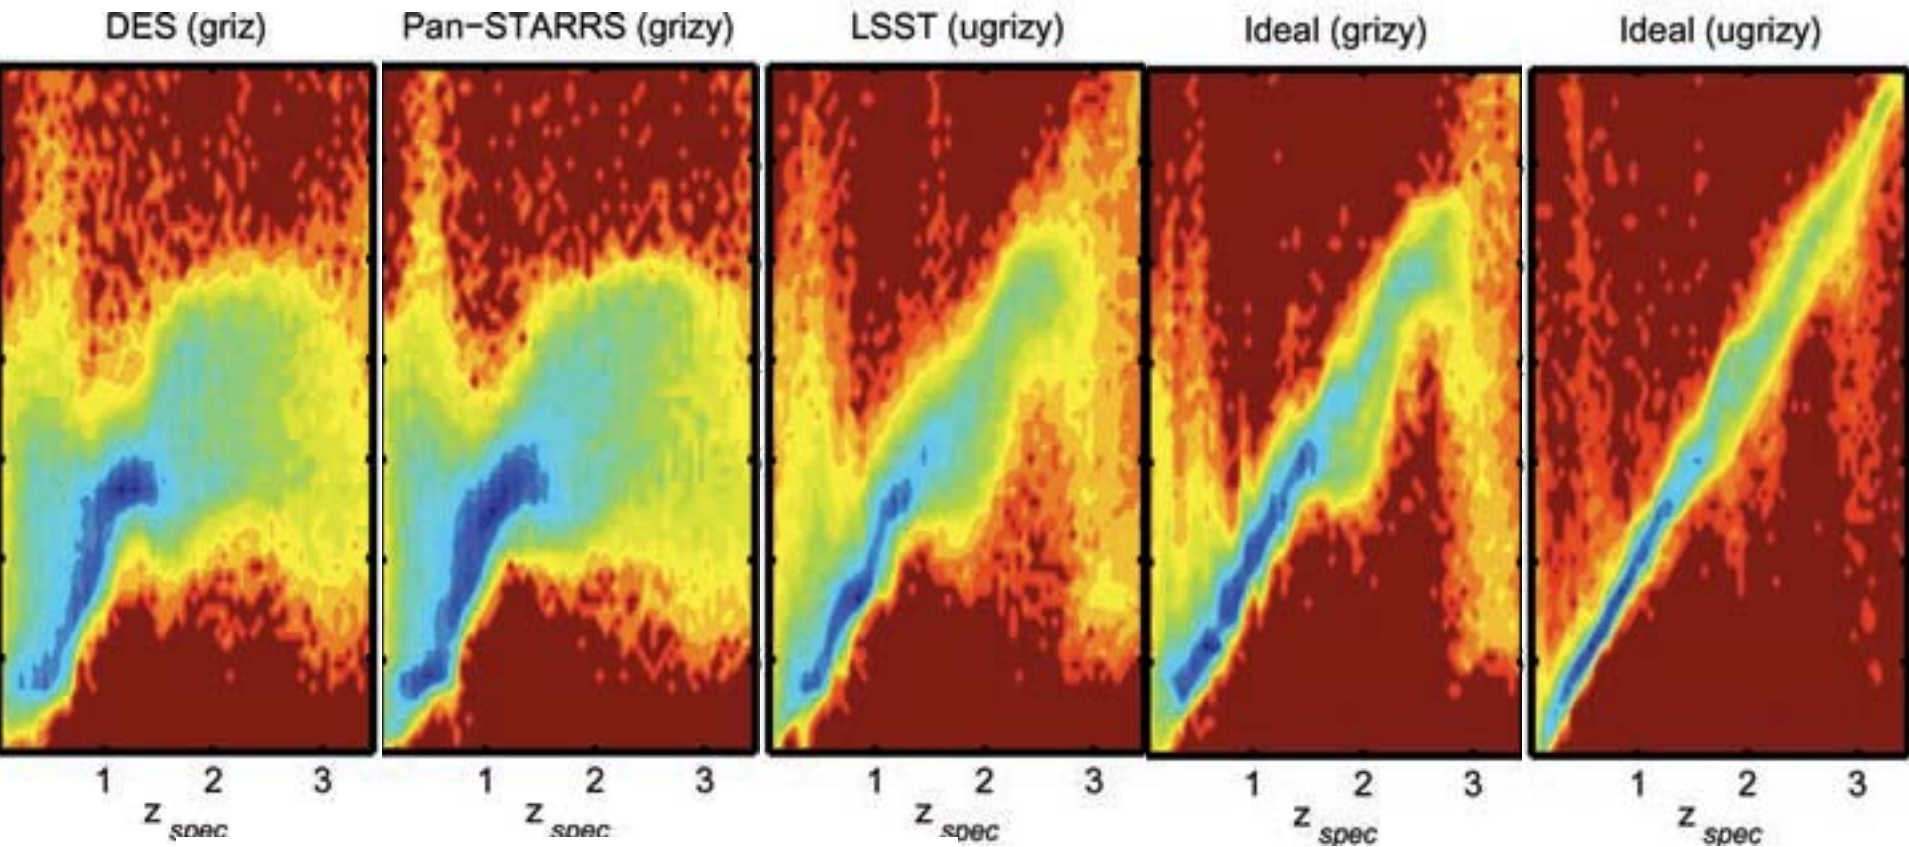 DES (griz) Pan−STARRS (grizy) LSST (ugrizy) Ideal (grizy) Ideal (ugrizy)
1 2 3 1 2 3 1 2 3 1 2 3 1 2 3
z spec z spec z spec z spec z spec